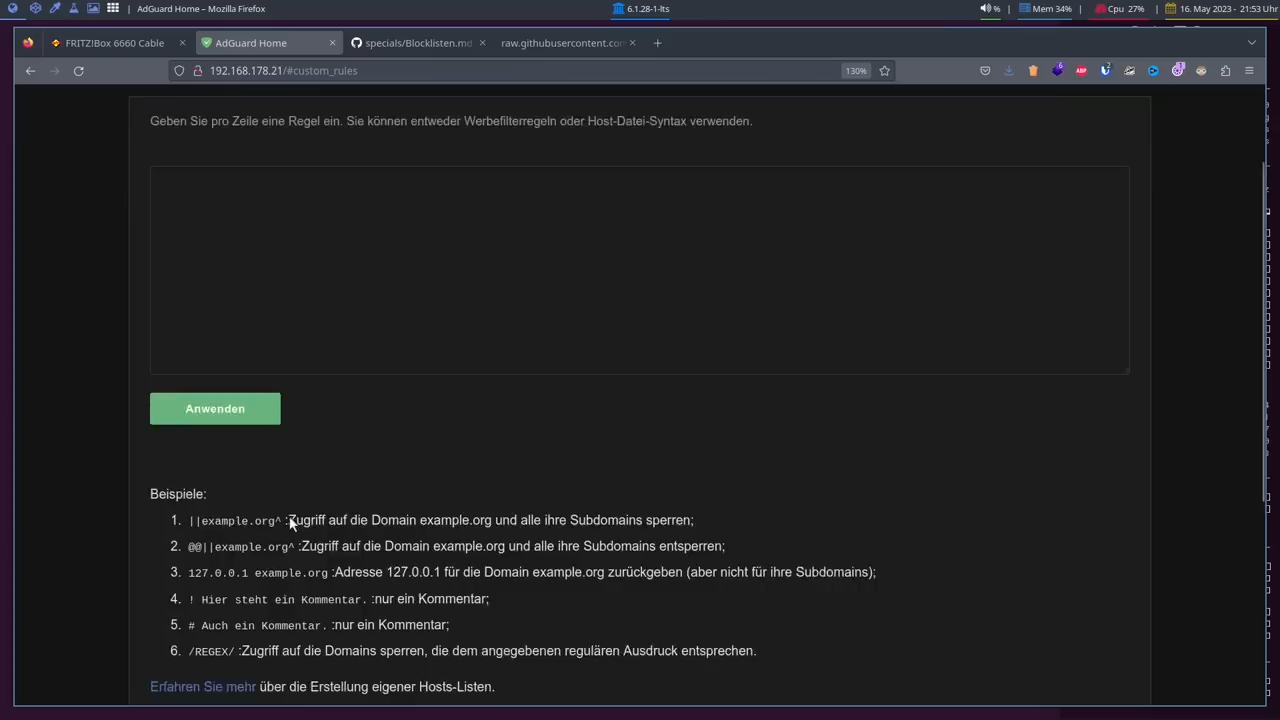 AdGuard Home – Mozilla Firefox
6.1.28-1-lts
%
Mem 34%
Cpu 27%
16. May 2023 - 21:53 Uhr
FRITZ!Box 6660 Cable
AdGuard Home
specials/Blocklisten.md
raw.githubusercontent.co
192.168.178.21/#custom_rules
130%
6
ABP
2
1
Geben Sie pro Zeile eine Regel ein. Sie können entweder Werbefilterregeln oder Host-Datei-Syntax verwenden.
Anwenden
Beispiele:
1. ||example.org^ :Zugriff auf die Domain example.org und alle ihre Subdomains sperren;
2. @@||example.org^ :Zugriff auf die Domain example.org und alle ihre Subdomains entsperren;
3. 127.0.0.1 example.org :Adresse 127.0.0.1 für die Domain example.org zurückgeben (aber nicht für ihre Subdomains);
4. ! Hier steht ein Kommentar. :nur ein Kommentar;
5. # Auch ein Kommentar. :nur ein Kommentar;
6. /REGEX/ :Zugriff auf die Domains sperren, die dem angegebenen regulären Ausdruck entsprechen.
Erfahren Sie mehr über die Erstellung eigener Hosts-Listen.